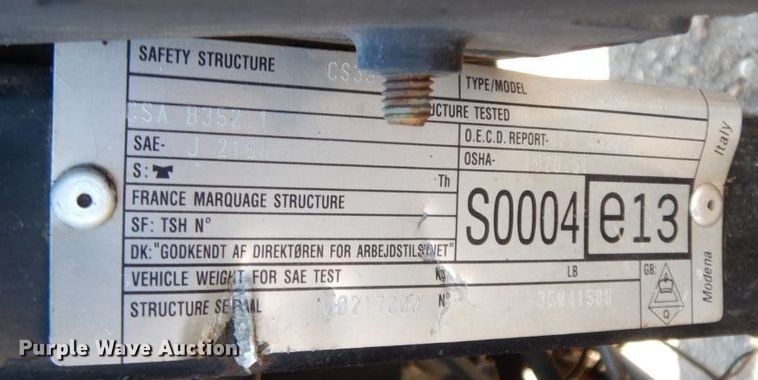 SAFETY STRUCTURE
TYPE/MODEL
CSA B352 1
UCTURE TESTED
SAE- J 2194
O.E.C.D. REPORT-
S: Th
OSHA-
FRANCE MARQUAGE STRUCTURE
SF: TSH N°
S0004 e13
DK: "GODKENDT AF DIREKTØREN FOR ARBEJDSTILSYNET"
VEHICLE WEIGHT FOR SAE TEST Kg LB
GB:
Q
STRUCTURE SERIAL N° 35041500
Italy
Modena
Purple Wave Auction